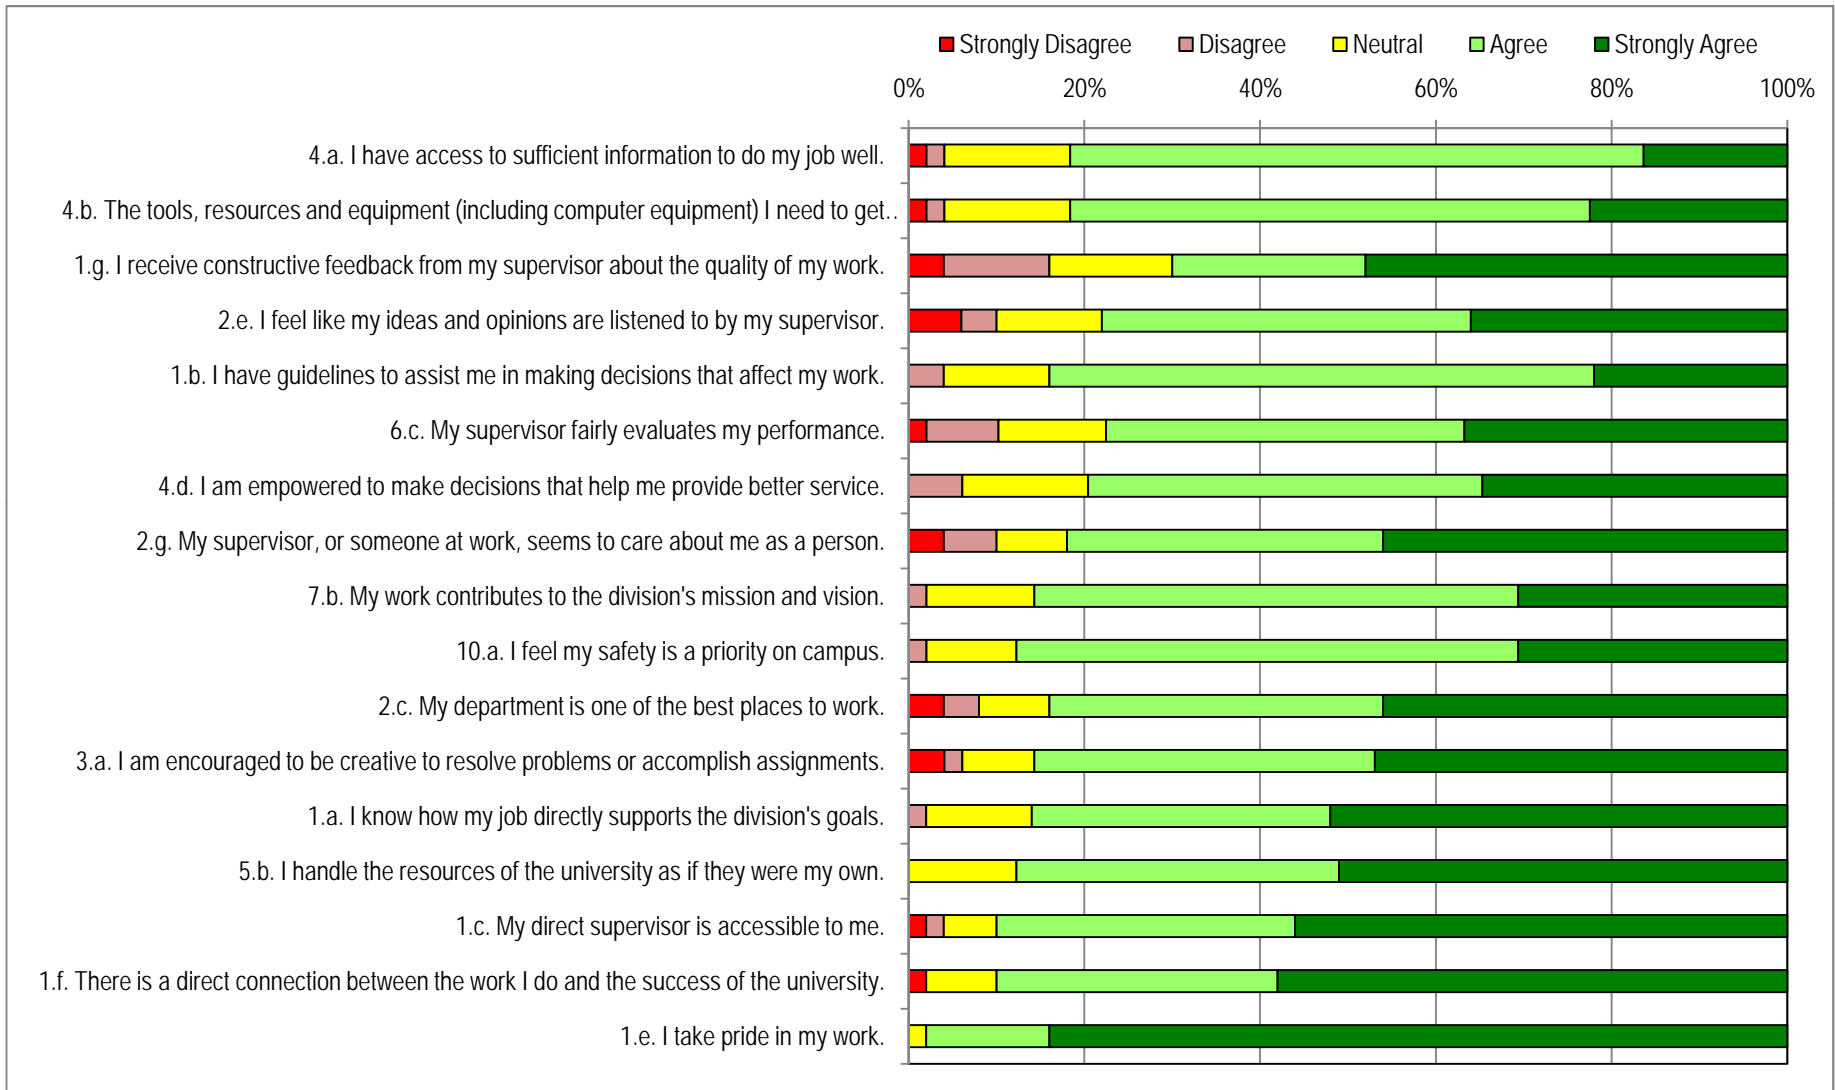 Strongly Disagree Disagree Neutral Agree Strongly Agree
0% 20% 40% 60% 80% 100%
4.a. I have access to sufficient information to do my job well.
4.b. The tools, resources and equipment (including computer equipment) I need to get..
1.g. I receive constructive feedback from my supervisor about the quality of my work.
2.e. I feel like my ideas and opinions are listened to by my supervisor.
1.b. I have guidelines to assist me in making decisions that affect my work.
6.c. My supervisor fairly evaluates my performance.
4.d. I am empowered to make decisions that help me provide better service.
2.g. My supervisor, or someone at work, seems to care about me as a person.
7.b. My work contributes to the division's mission and vision.
10.a. I feel my safety is a priority on campus.
2.c. My department is one of the best places to work.
3.a. I am encouraged to be creative to resolve problems or accomplish assignments.
1.a. I know how my job directly supports the division's goals.
5.b. I handle the resources of the university as if they were my own.
1.c. My direct supervisor is accessible to me.
1.f. There is a direct connection between the work I do and the success of the university.
1.e. I take pride in my work.